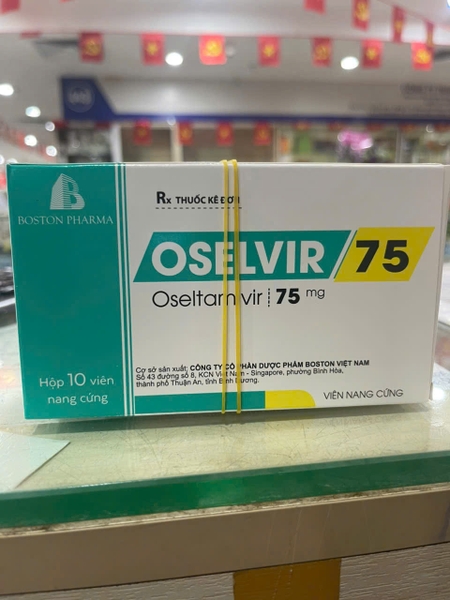 BOSTON PHARMA
Hộp 10 viên
nang cứng
Rx THUỐC KÊ ĐƠN
OSELVIR 75
Oseltamivir 75 mg
Cơ sở sản xuất: CÔNG TY CỔ PHẦN DƯỢC PHẨM BOSTON VIỆT NAM
Số 43 đường số 8, KCN Việt Nam - Singapore, phường Bình Hòa,
thành phố Thuận An, tỉnh Bình Dương.
VIÊN NANG CỨNG